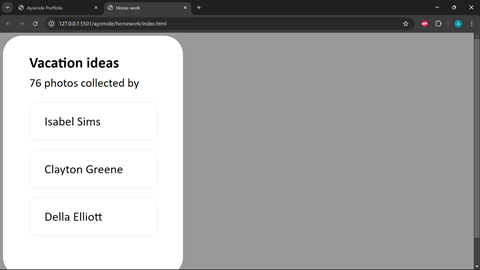 Ayomide Portfolio
Home-work
127.0.0.1:5501/ayomide/homework/index.html
Vacation ideas
76 photos collected by
Isabel Sims
Clayton Greene
Della Elliott